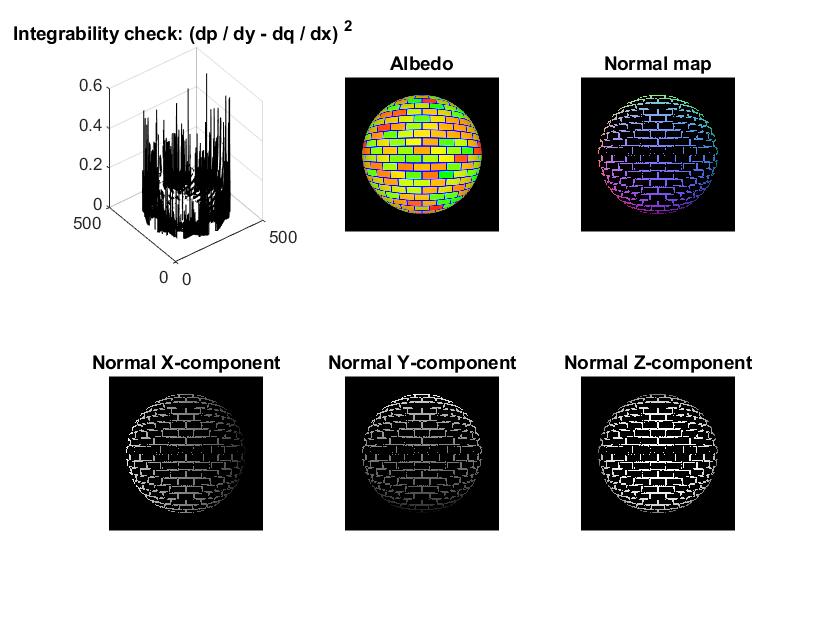 Integrability check: (dp / dy - dq / dx) 2
Albedo
Normal map
0.6
0.4
0.2
0
500
500
0
0
Normal X-component
Normal Y-component
Normal Z-component